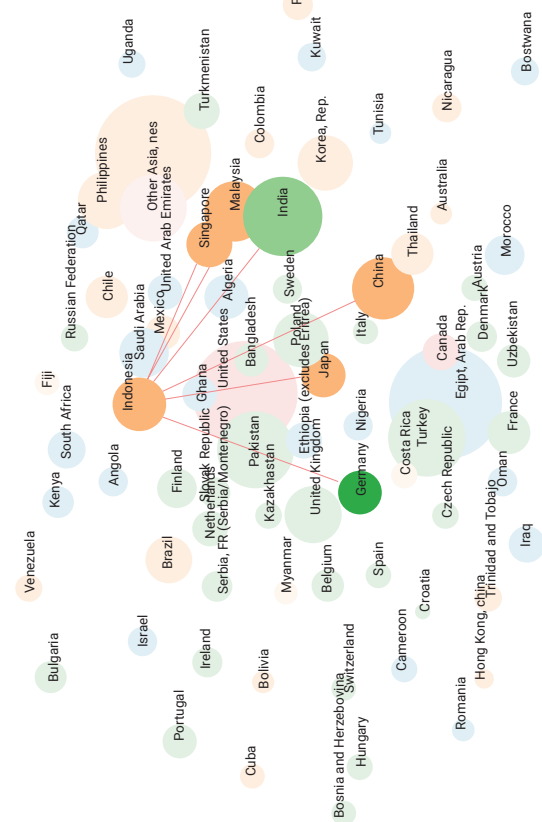 Venezuela
Fiji
Bulgaria
Kenya
South Africa
Russian Federation
Qatar
Philippines
Chile
Angola
Indonesia
Uganda
Saudi Arabia
Israel
Other Asia, nes
Mexico
United Arab Emirates
Brazil
Finland
Portugal
Ghana
Slovak Republic
Singapore
Turkmenistan
Ireland
Netherlands
Serbia, FR (Serbia/Montenegro)
United States
Algeria
Malaysia
Cuba
Bangladesh
Pakistan
Colombia
Bolivia
Kazakhstan
India
Myanmar
Sweden
Poland
Ethiopia (excludes Eritrea)
United Kingdom
Kuwait
Korea, Rep.
Japan
Belgium
Bosnia and Herzebovina
Switzerland
Hungary
Germany
Nigeria
Italy
Spain
China
Tunisia
Cameroon
Costa Rica
Thailand
Turkey
Croatia
Canada
Australia
Czech Republic
Nicaragua
Romania
Egipt, Arab Rep.
Austria
Hong Kong, china
Denmark
Trinidad and Tobajo
Oman
Morocco
France
Uzbekistan
Iraq
Bostwana